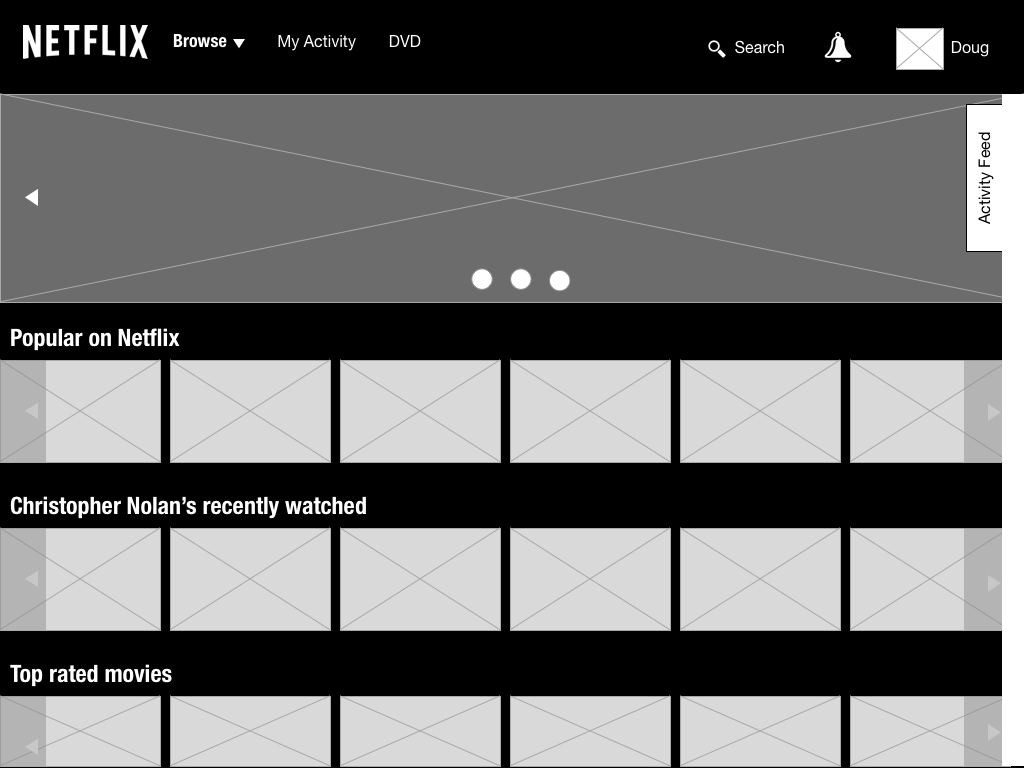 NETFLIX
Browse
My Activity
DVD
Search
Doug
Activity Feed
Popular on Netflix
Christopher Nolan’s recently watched
Top rated movies